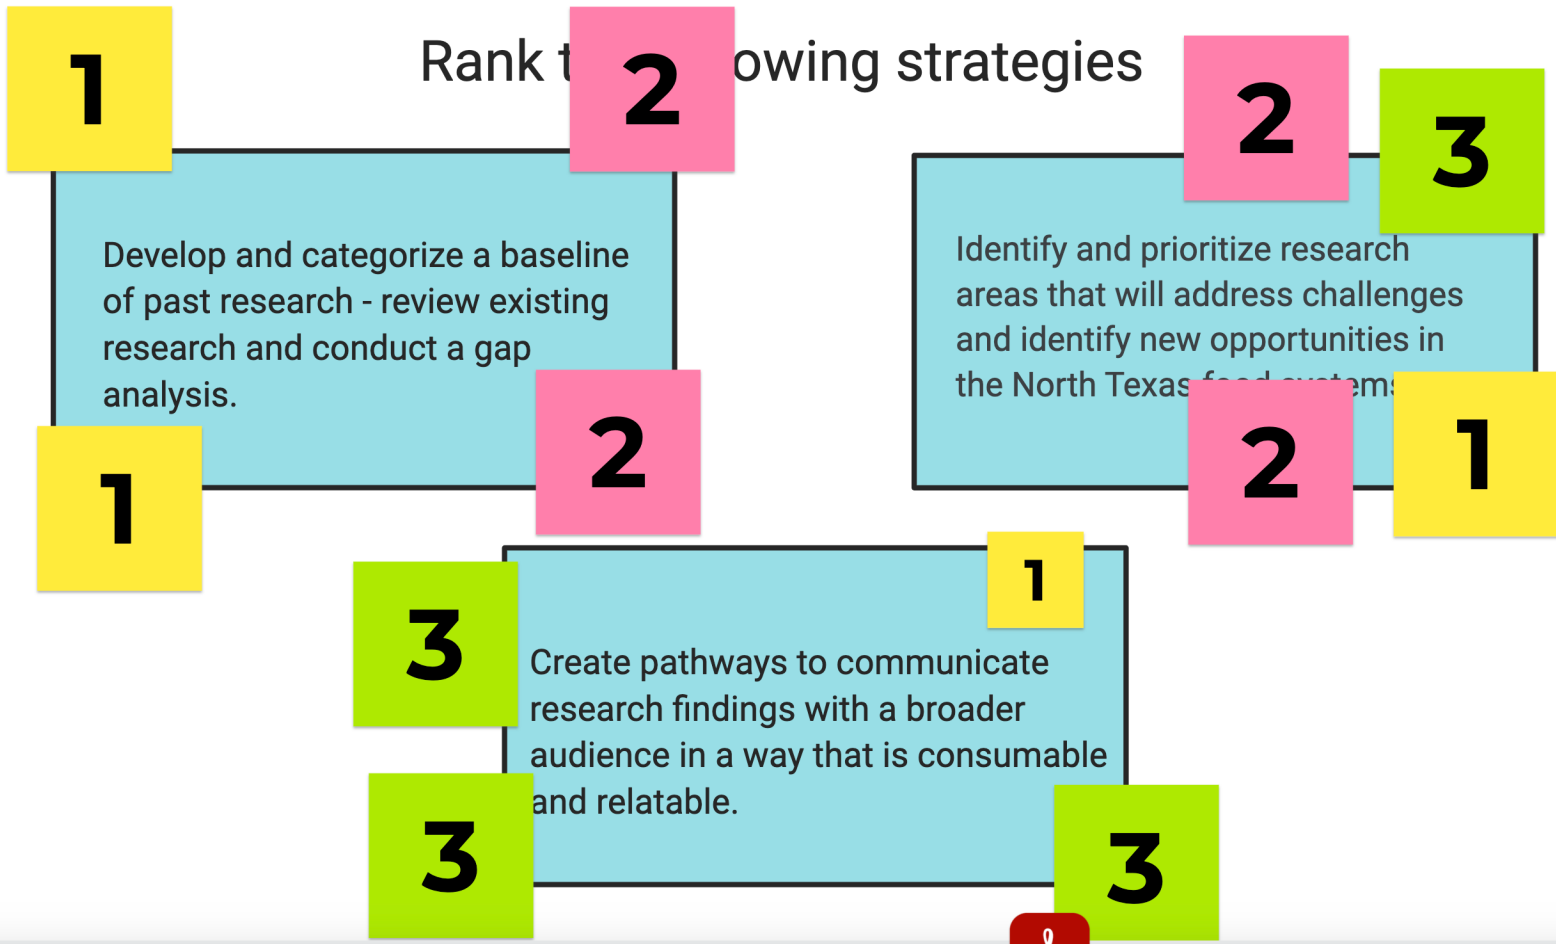 1
Rank t
2
owing strategies
2
3
Develop and categorize a baseline
of past research - review existing
research and conduct a gap
analysis.
Identify and prioritize research
areas that will address challenges
and identify new opportunities in
the North Texas food systems
1
2
2
1
3
1
Create pathways to communicate
research findings with a broader
audience in a way that is consumable
and relatable.
3
3